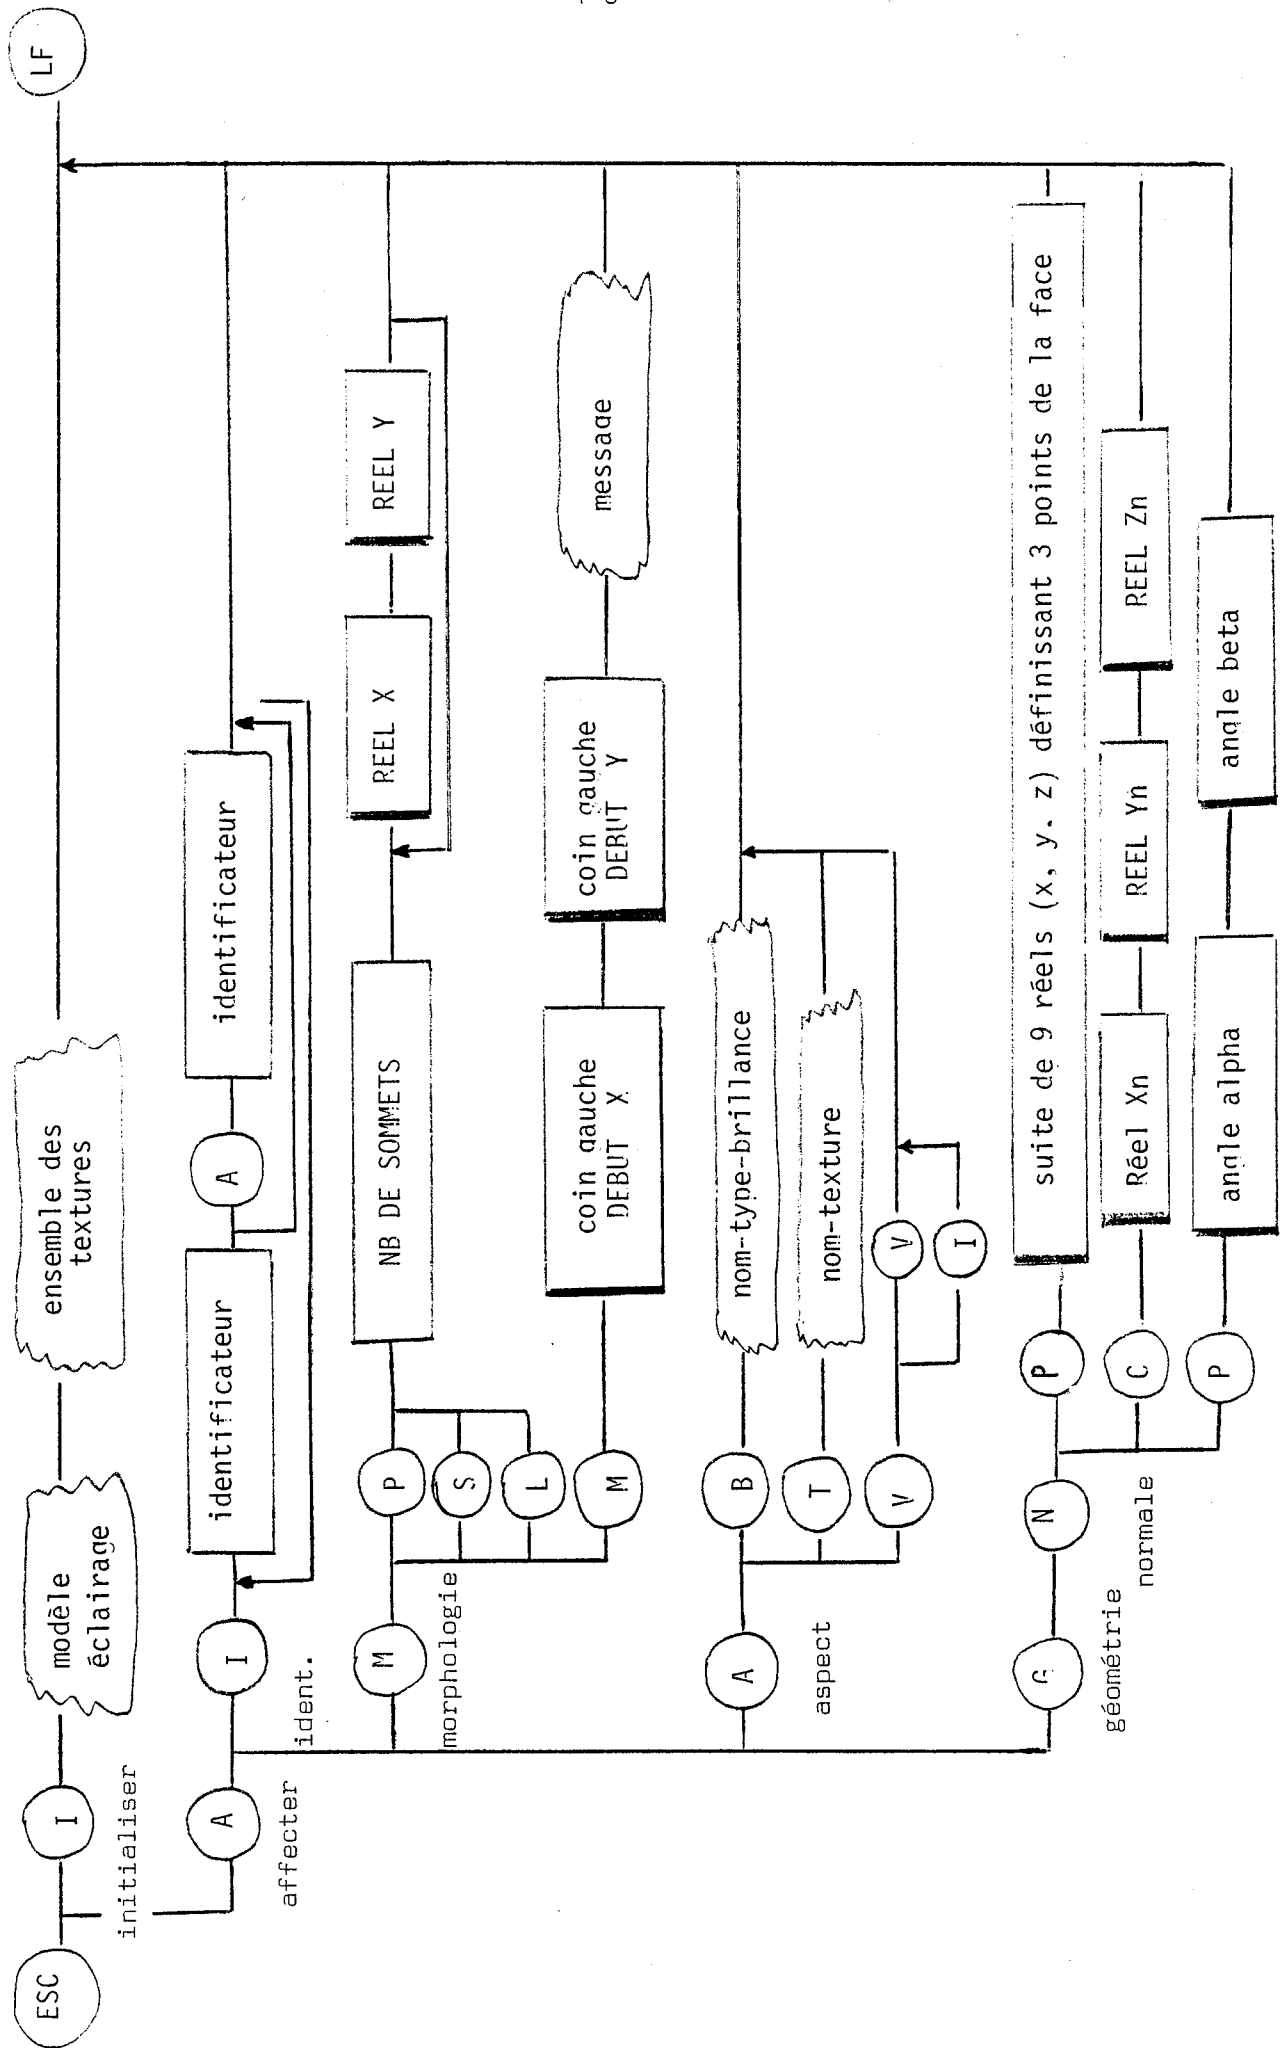 ESC
I
initialiser
modèle
éclairage
ensemble des
textures
LF
A
affecter
I
ident.
identificateur
A
identificateur
M
morphologie
P
S
L
M
NB DE SOMMETS
REEL X
REEL Y
coin gauche
DEBUT X
coin gauche
DEBUT Y
message
A
aspect
B
T
V
nom-type-brillance
nom-texture
V
I
G
géométrie
N
normale
P
C
P
suite de 9 réels (x, y. z) définissant 3 points de la face
Réel Xn
REEL Yn
REEL Zn
angle alpha
angle beta